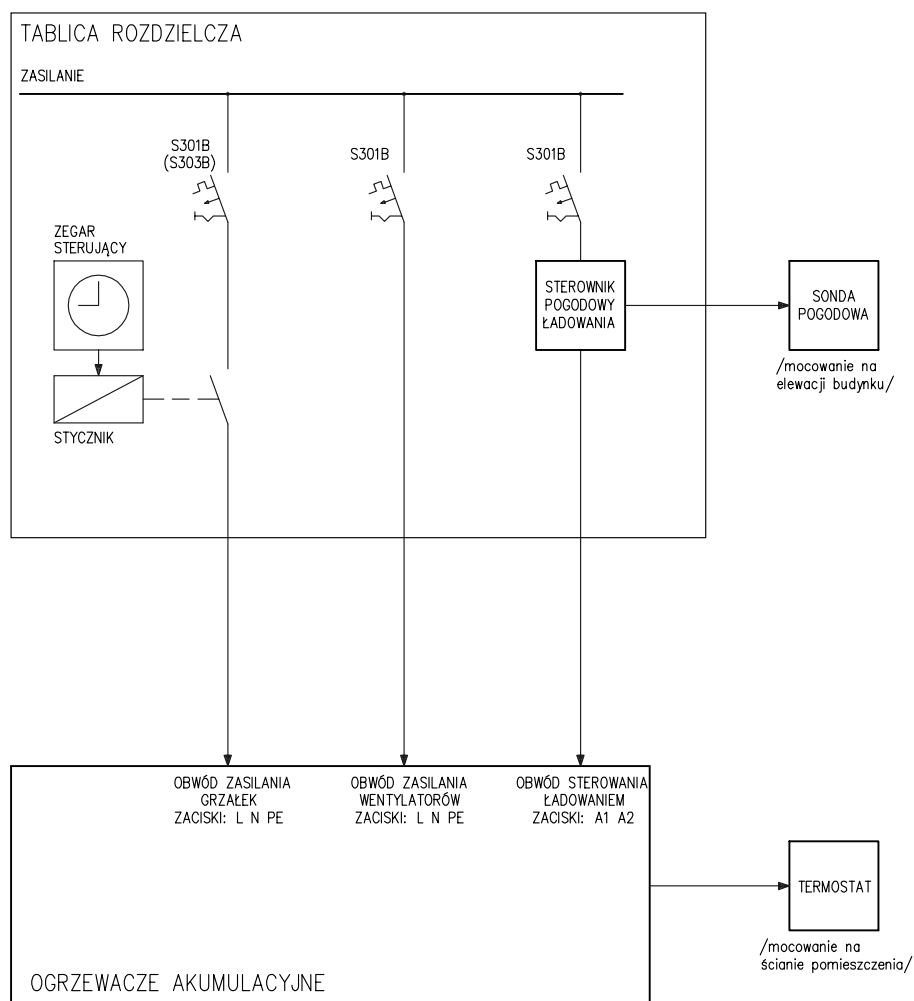 TABLICA ROZDZIELCZA
ZASILANIE
S301B
(S303B)
S301B
S301B
ZEGAR
STERUJĄCY
STEROWNIK
POGODOWY
ŁADOWANIA
SONDA
POGODOWA
/mocowanie na
elewacji budynku/
STYCZNIK
OBWÓD ZASILANIA
GRZAŁEK
ZACISKI: L N PE
OBWÓD ZASILANIA
WENTYLATORÓW
ZACISKI: L N PE
OBWÓD STEROWANIA
ŁADOWANIEM
ZACISKI: A1 A2
TERMOSTAT
/mocowanie na
ścianie pomieszczenia/
OGRZEWACZE AKUMULACYJNE